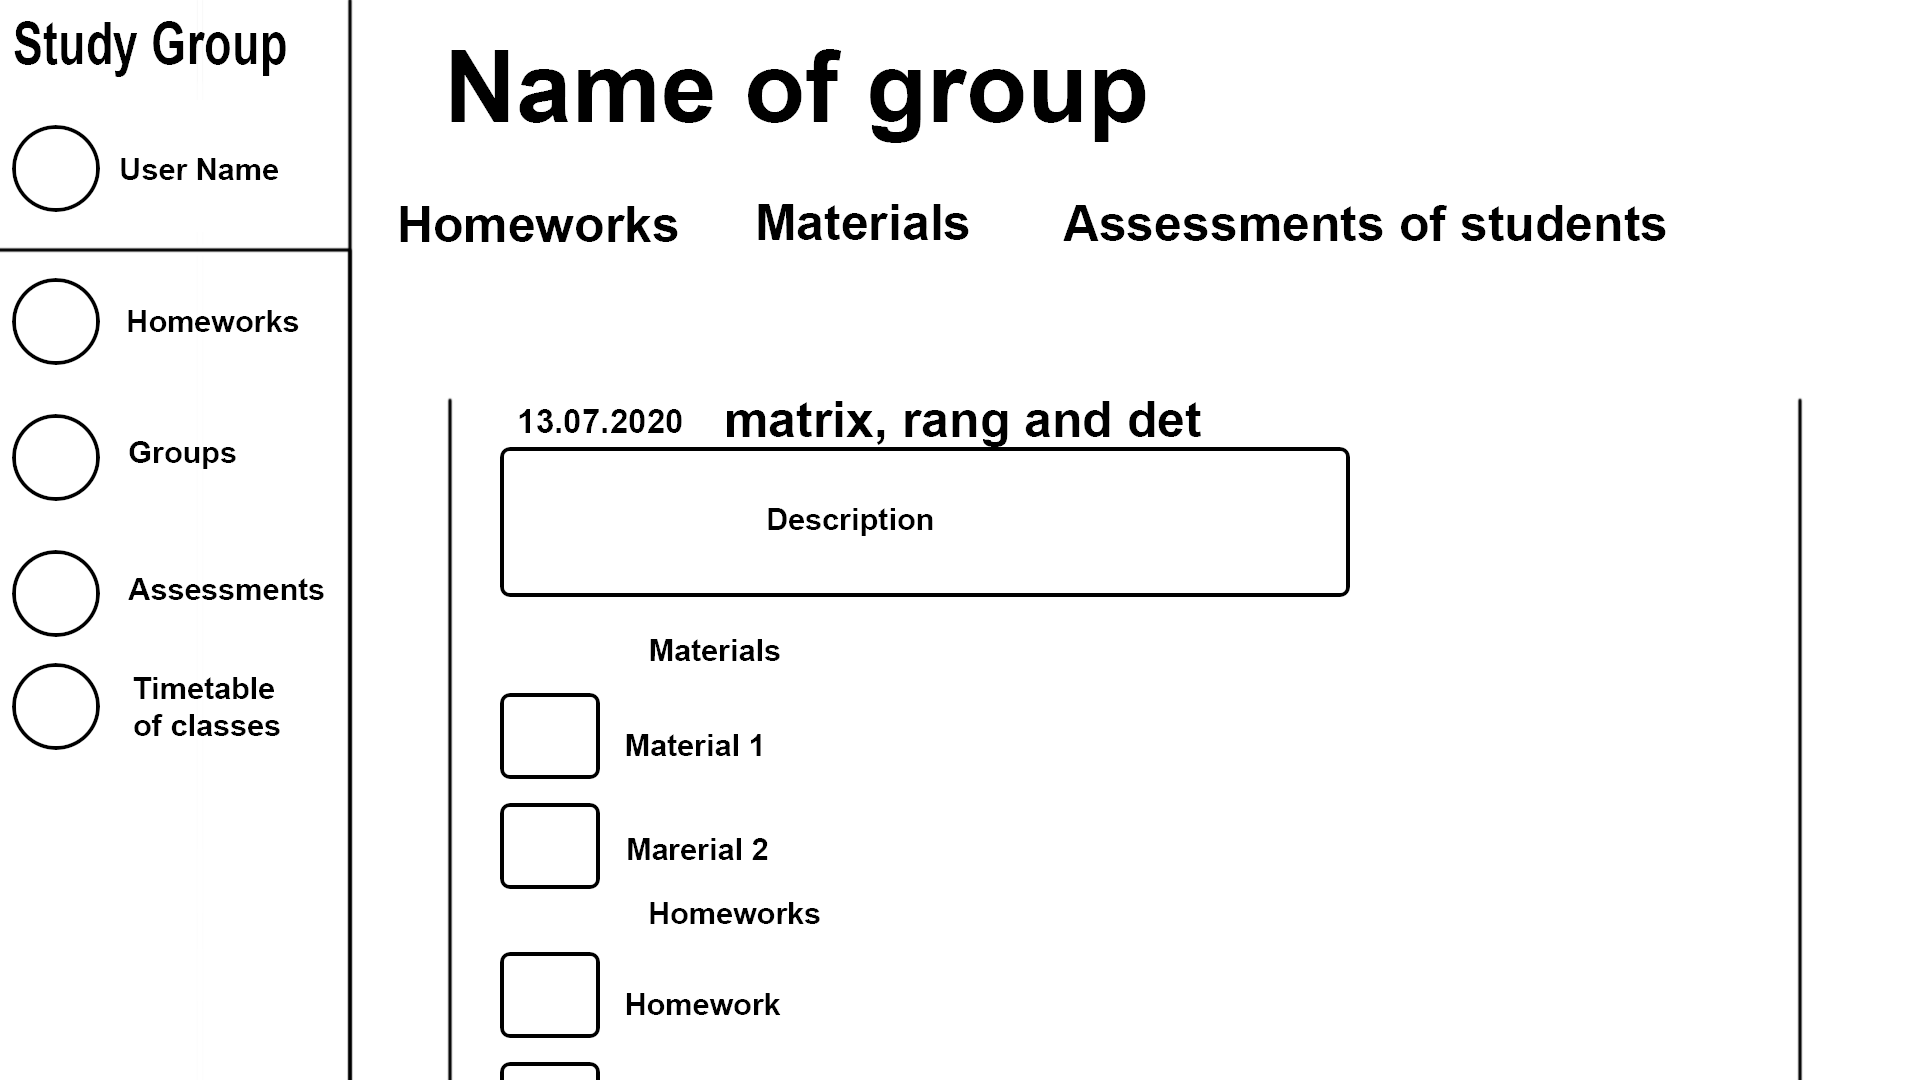 Study Group
User Name
Homeworks
Groups
Assessments
Timetable
of classes
Name of group
Homeworks Materials Assessments of students
13.07.2020 matrix, rang and det
Description
Materials
Material 1
Marerial 2
Homeworks
Homework